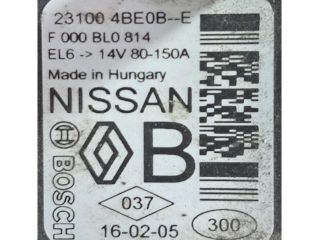 23100 4BE0B--E
F 000 BL0 814
EL6 -> 14V 80-150A
Made in Hungary
NISSAN
BOSCH
B
037
16-02-05
300